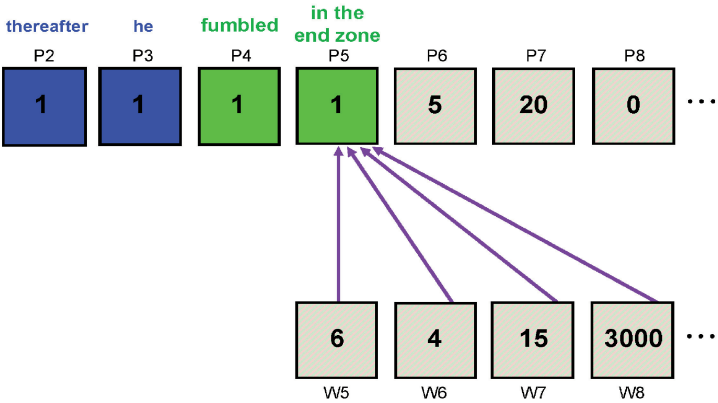 thereafter he fumbled in the
end zone
P2 P3 P4 P5 P6 P7 P8
1 1 1 1 5 20 0 ...
6 4 15 3000 ...
W5 W6 W7 W8